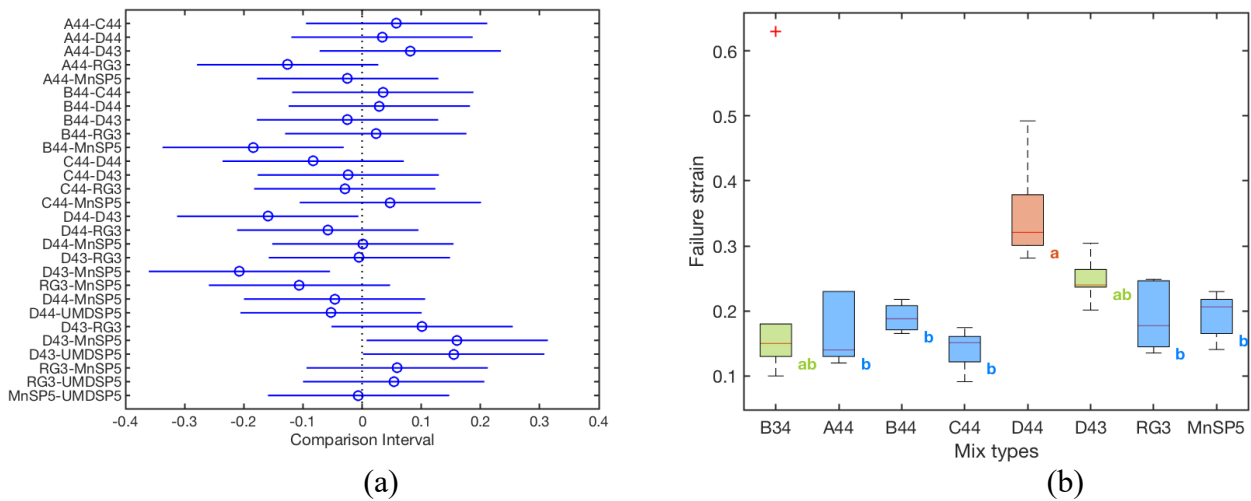 A44-C44
A44-D44
A44-D43
A44-RG3
A44-MnSP5
B44-C44
B44-D44
B44-D43
B44-RG3
B44-MnSP5
C44-D44
C44-D43
C44-RG3
C44-MnSP5
D44-D43
D44-RG3
D44-MnSP5
D43-RG3
D43-MnSP5
RG3-MnSP5
D44-MnSP5
D44-UMDSP5
D43-RG3
D43-MnSP5
D43-UMDSP5
RG3-MnSP5
RG3-UMDSP5
MnSP5-UMDSP5
-0.4 -0.3 -0.2 -0.1 0 0.1 0.2 0.3 0.4
Comparison Interval
(a)
Failure strain
0.6
0.5
0.4
0.3
0.2
0.1
ab
b
b
b
a
ab
b
b
B34 A44 B44 C44 D44 D43 RG3 MnSP5
Mix types
(b)